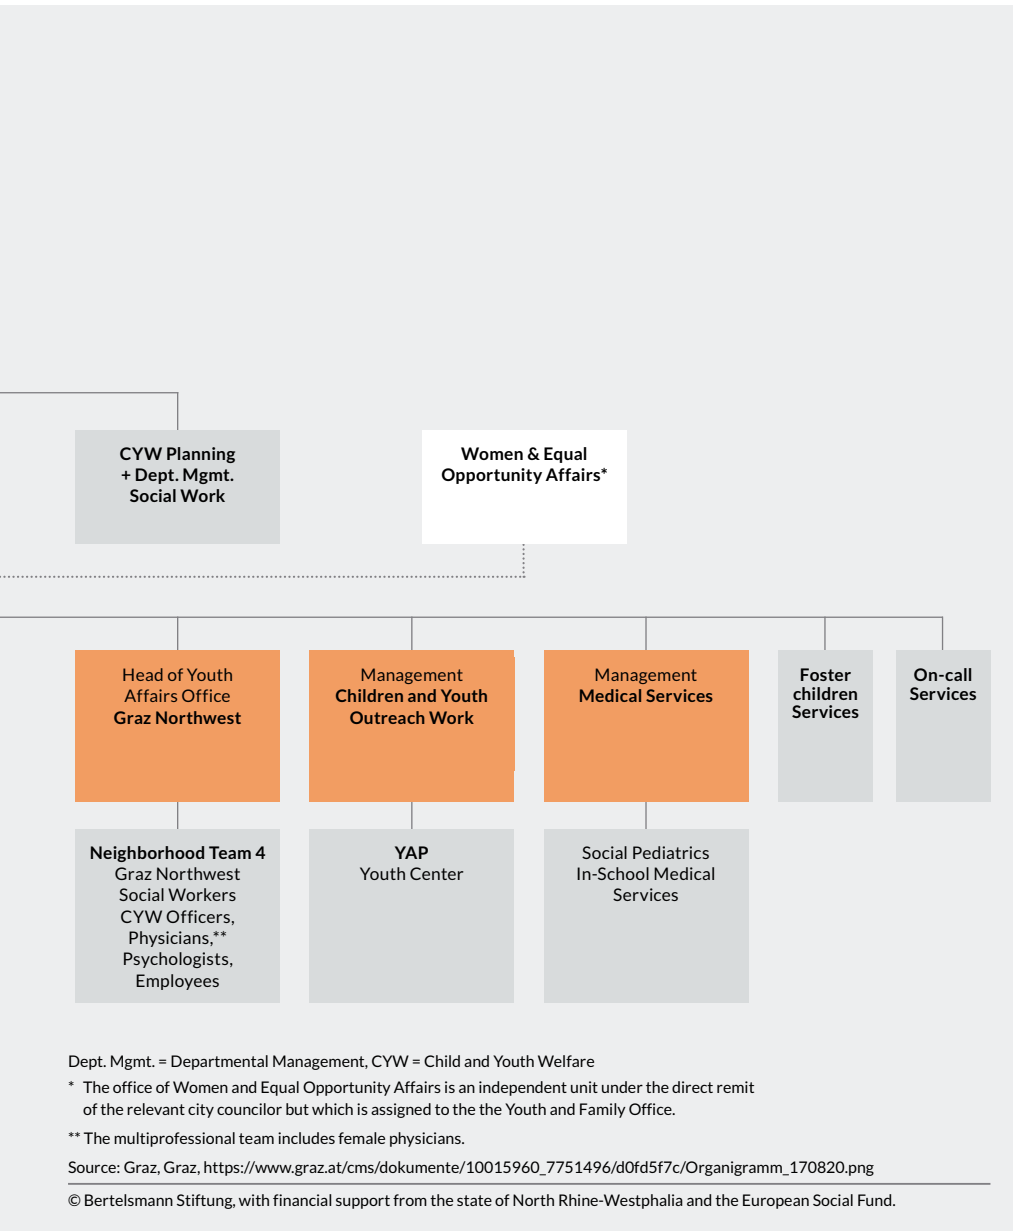 CYW Planning
+ Dept. Mgmt.
Social Work
Women & Equal
Opportunity Affairs*
Head of Youth
Affairs Office
Graz Northwest
Management
Children and Youth
Outreach Work
Management
Medical Services
Foster
children
Services
On-call
Services
Neighborhood Team 4
Graz Northwest
Social Workers
CYW Officers,
Physicians,**
Psychologists,
Employees
YAP
Youth Center
Social Pediatrics
In-School Medical
Services
Dept. Mgmt. = Departmental Management, CYW = Child and Youth Welfare
* The office of Women and Equal Opportunity Affairs is an independent unit under the direct remit
of the relevant city councilor but which is assigned to the the Youth and Family Office.
** The multiprofessional team includes female physicians.
Source: Graz, Graz, https://www.graz.at/cms/dokumente/10015960_7751496/d0fd5f7c/Organigramm_170820.png
© Bertelsmann Stiftung, with financial support from the state of North Rhine-Westphalia and the European Social Fund.